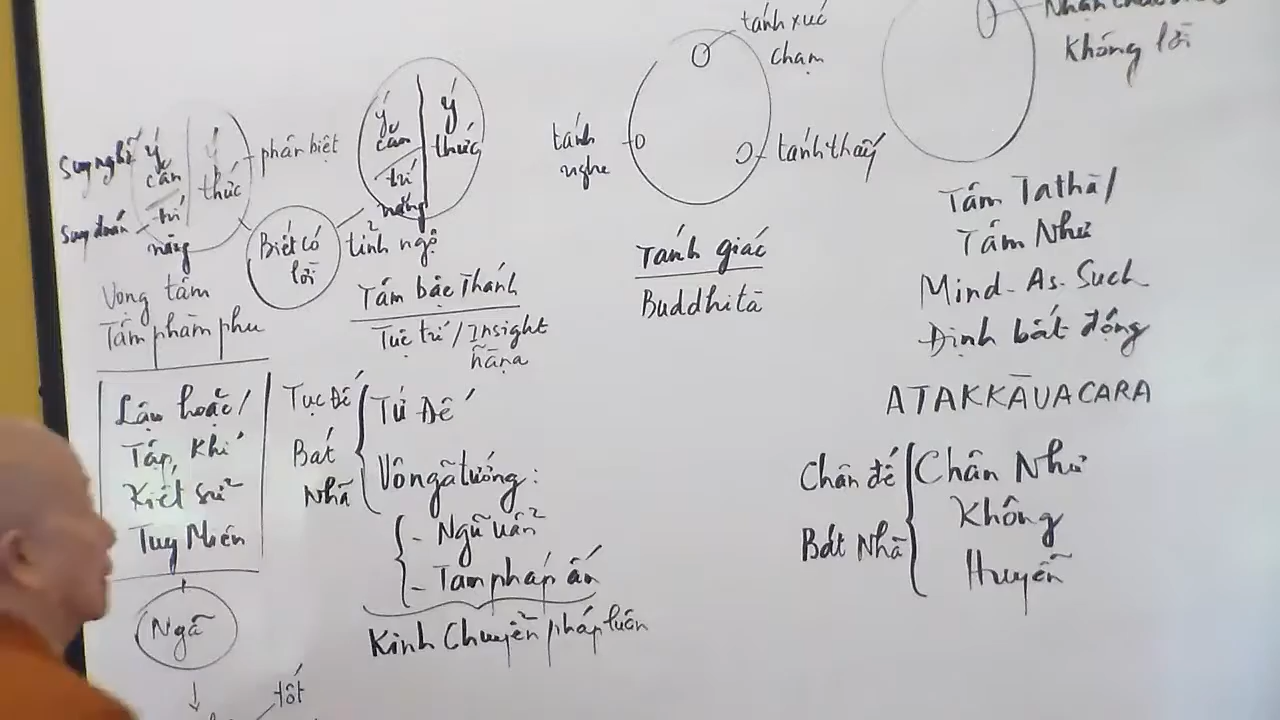 Suy nghĩ
Suy đoán
Ý
căn
trí
năng
ý
thức
phân biệt
Vọng tâm
Tâm phàm phu
Biết có
lời
Ý
căn
trí
năng
Ý
thức
tỉnh ngộ
Tâm bậc Thánh
Tuệ trí / Insight
ñāṇa
tánh xúc
chạm
tánh
nghe
tánh thấy
Tánh giác
Buddhitā
Không lời
Tâm Tathā /
Tâm Như
Mind-As-Such
Định bất động
ATAKKĀVACARA
Lậu hoặc /
Tập Khí
Kiết sử
Tùy Miên
Ngã
tốt
Tục Đế
Bát
Nhã
Tứ Đế
Vô ngã tướng:
- Ngũ uẩn
- Tam pháp ấn
Kinh Chuyển pháp luân
Chân đế
Bát Nhã
Chân Như
Không
Huyễn